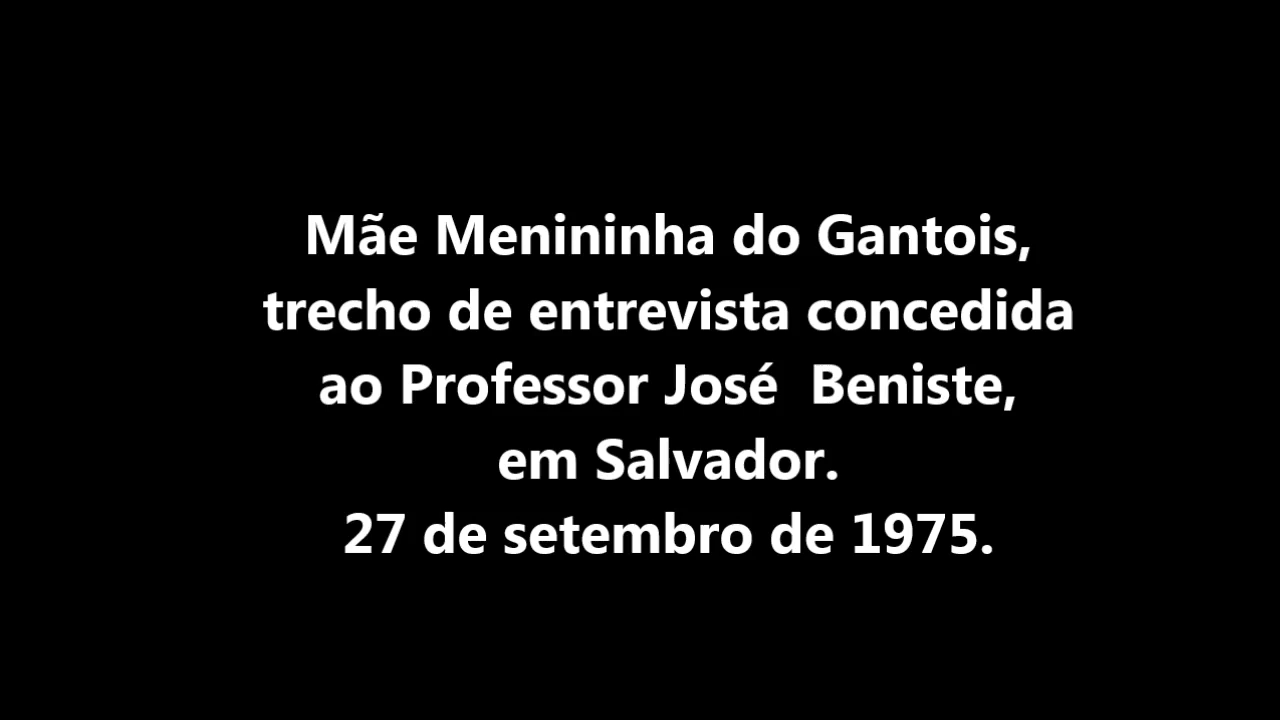 Mãe Menininha do Gantois,
trecho de entrevista concedida
ao Professor José  Beniste,
em Salvador.
27 de setembro de 1975.